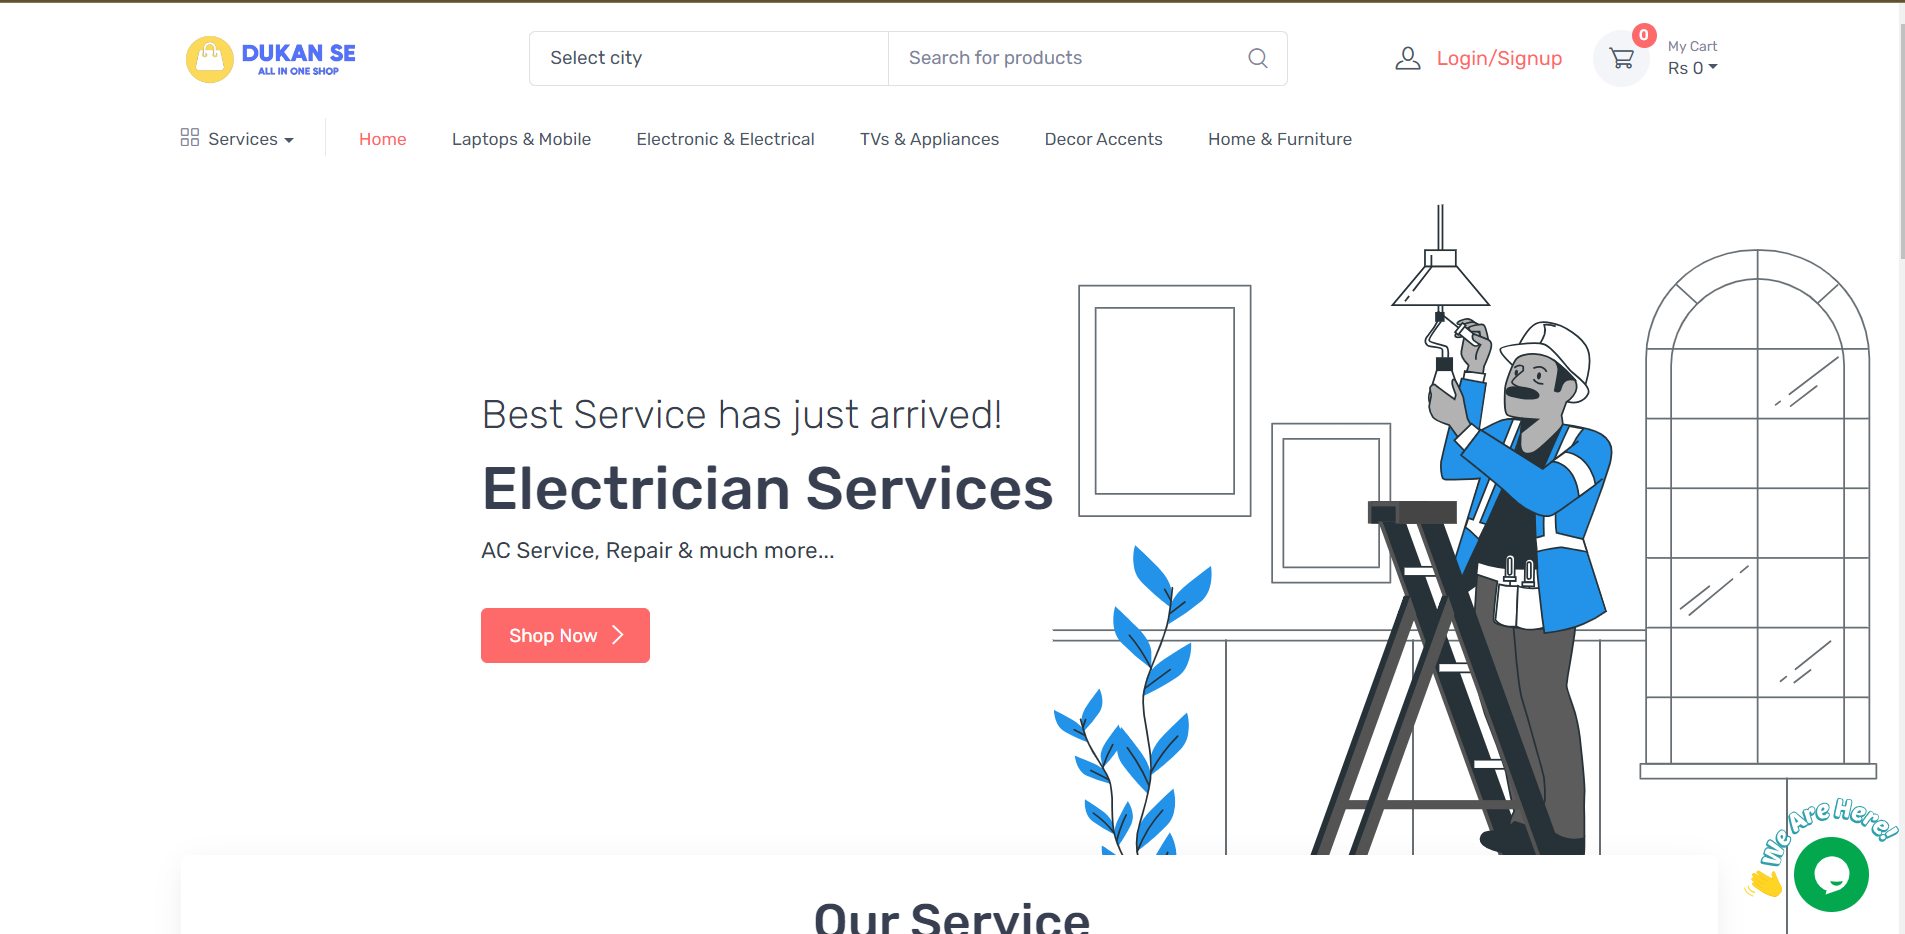 DUKAN SE
ALL IN ONE SHOP
Select city
Search for products
Login/Signup
0
My Cart
Rs 0
Services
Home
Laptops & Mobile
Electronic & Electrical
TVs & Appliances
Decor Accents
Home & Furniture
Best Service has just arrived!
Electrician Services
AC Service, Repair & much more...
Shop Now
We Are Here!
Our Service